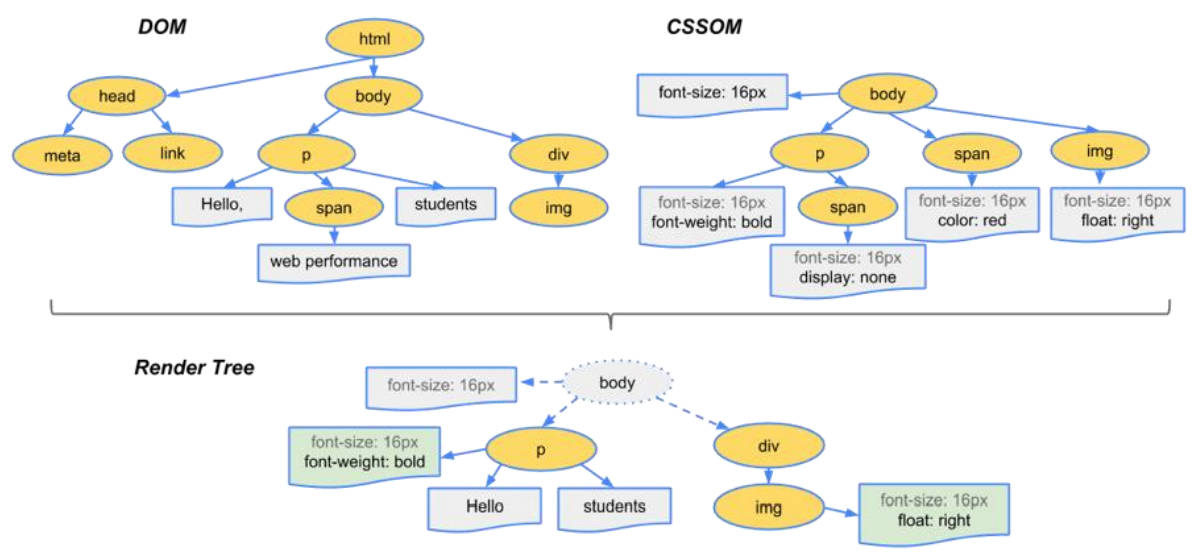 DOM
html
head
body
meta
link
p
div
Hello,
span
students
img
web performance
CSSOM
font-size: 16px
body
p
span
img
font-size: 16px
font-weight: bold
span
font-size: 16px
color: red
font-size: 16px
float: right
font-size: 16px
display: none
Render Tree
font-size: 16px
body
font-size: 16px
font-weight: bold
p
div
Hello
students
img
font-size: 16px
float: right